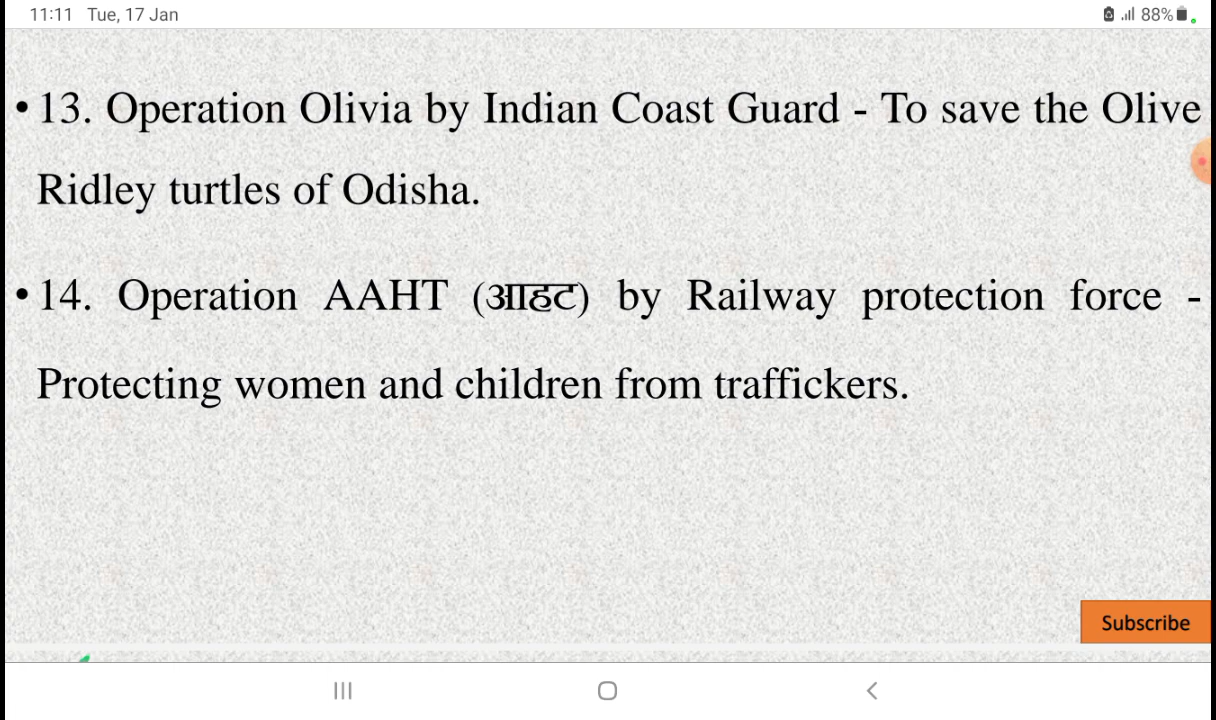 11:11 Tue, 17 Jan 88%
• 13. Operation Olivia by Indian Coast Guard - To save the Olive
Ridley turtles of Odisha.
• 14. Operation AAHT (आहट) by Railway protection force -
Protecting women and children from traffickers.
Subscribe